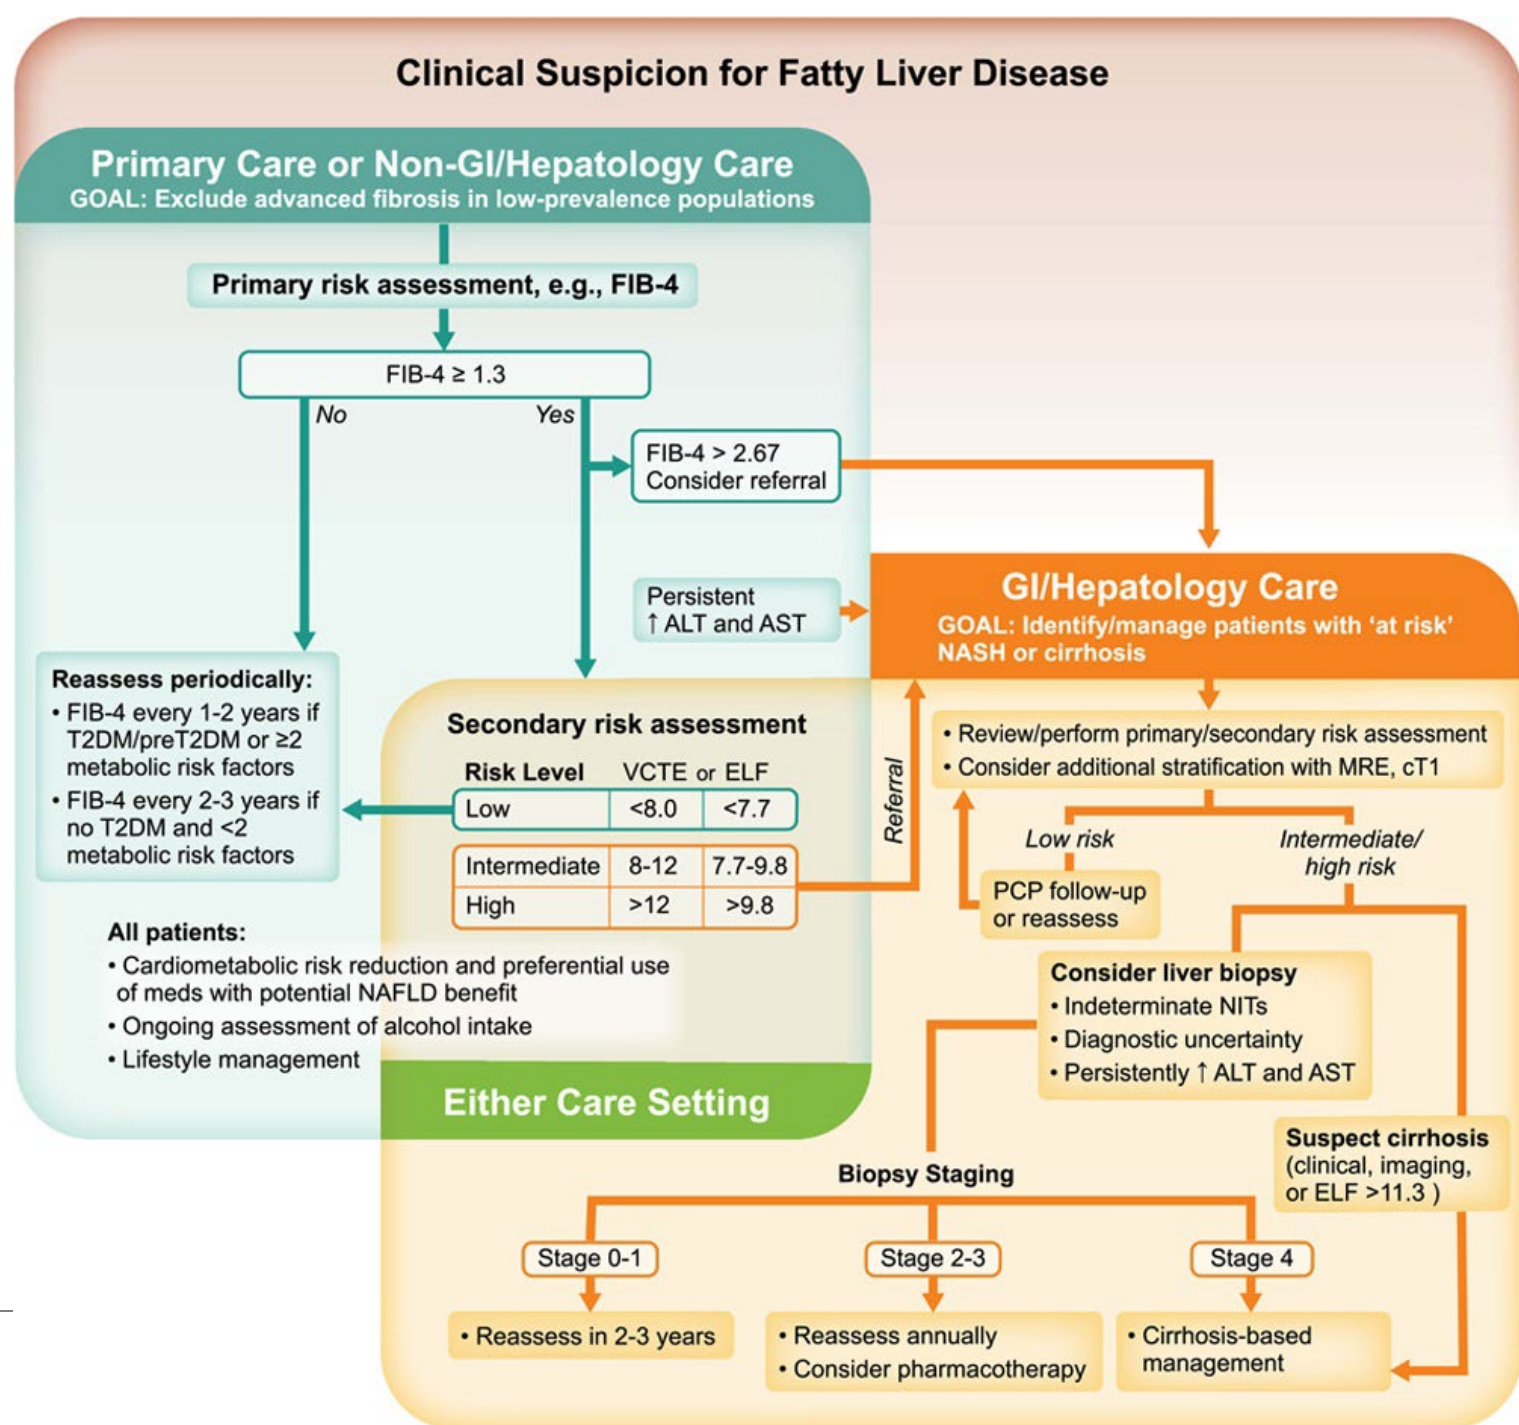 Clinical Suspicion for Fatty Liver Disease
Primary Care or Non-GI/Hepatology Care
GOAL: Exclude advanced fibrosis in low-prevalence populations
Primary risk assessment, e.g., FIB-4
FIB-4 ≥ 1.3
No
Yes
FIB-4 > 2.67
Consider referral
Persistent
↑ ALT and AST
Reassess periodically:
• FIB-4 every 1-2 years if
T2DM/preT2DM or ≥2
metabolic risk factors
• FIB-4 every 2-3 years if
no T2DM and <2
metabolic risk factors
Secondary risk assessment
Risk Level VCTE or ELF
Low <8.0 <7.7
Intermediate 8-12 7.7-9.8
High >12 >9.8
Referral
All patients:
• Cardiometabolic risk reduction and preferential use
of meds with potential NAFLD benefit
• Ongoing assessment of alcohol intake
• Lifestyle management
Either Care Setting
GI/Hepatology Care
GOAL: Identify/manage patients with ‘at risk’
NASH or cirrhosis
• Review/perform primary/secondary risk assessment
• Consider additional stratification with MRE, cT1
Low risk
Intermediate/
high risk
PCP follow-up
or reassess
Consider liver biopsy
• Indeterminate NITs
• Diagnostic uncertainty
• Persistently ↑ ALT and AST
Suspect cirrhosis
(clinical, imaging,
or ELF >11.3 )
Biopsy Staging
Stage 0-1
Stage 2-3
Stage 4
• Reassess in 2-3 years
• Reassess annually
• Consider pharmacotherapy
• Cirrhosis-based
management